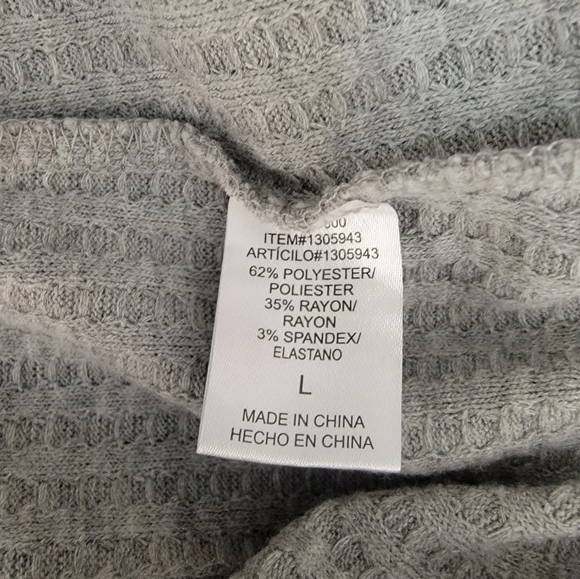 ITEM#1305943
ARTÍCILO#1305943
62% POLYESTER/
POLIESTER
35% RAYON/
RAYON
3% SPANDEX/
ELASTANO
L
MADE IN CHINA
HECHO EN CHINA